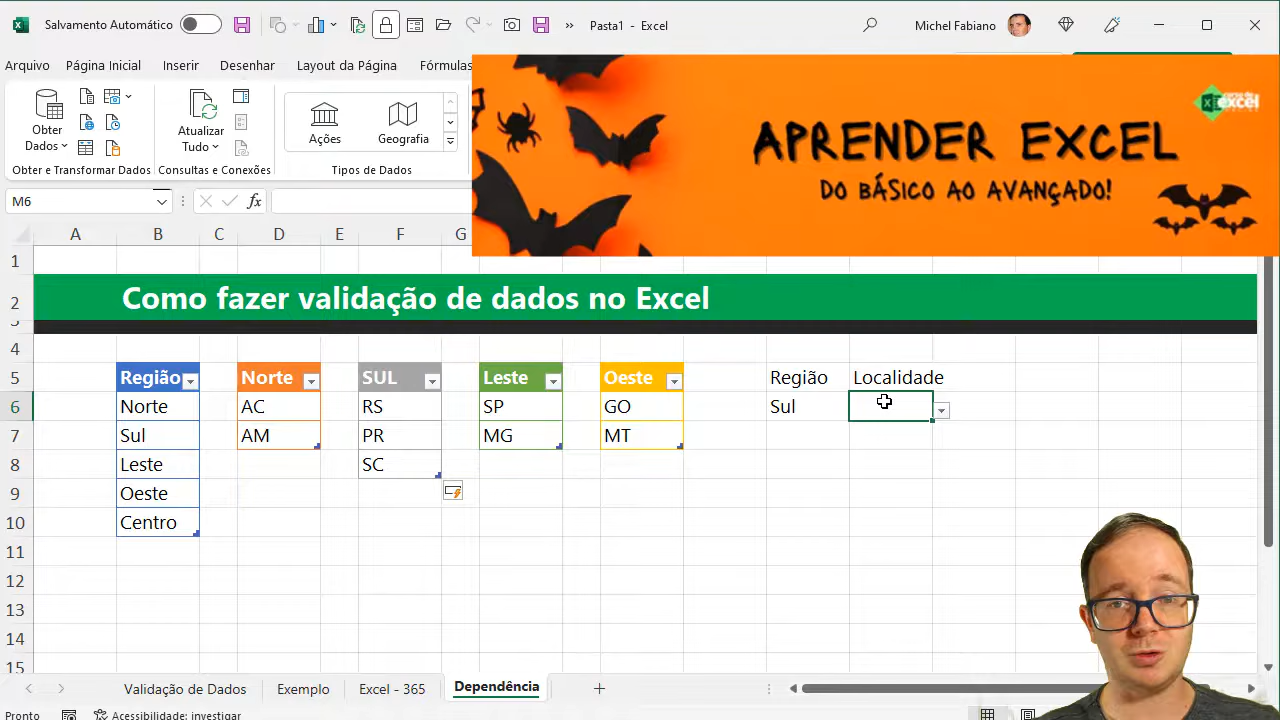 Salvamento Automático
Pasta1 - Excel
Michel Fabiano
Arquivo
Página Inicial
Inserir
Desenhar
Layout da Página
Fórmulas
Obter
Dados
Atualizar
Tudo
Ações
Geografia
Obter e Transformar Dados
Consultas e Conexões
Tipos de Dados
excel
APRENDER EXCEL
DO BÁSICO AO AVANÇADO!
M6
fx
A B C D E F G
1
2 Como fazer validação de dados no Excel
4
5 Região Norte SUL Leste Oeste Região Localidade
6 Norte AC RS SP GO Sul
7 Sul AM PR MG MT
8 Leste SC
9 Oeste
10 Centro
11
12
13
14
15
Validação de Dados
Exemplo
Excel - 365
Dependência
Pronto
Acessibilidade: investigar